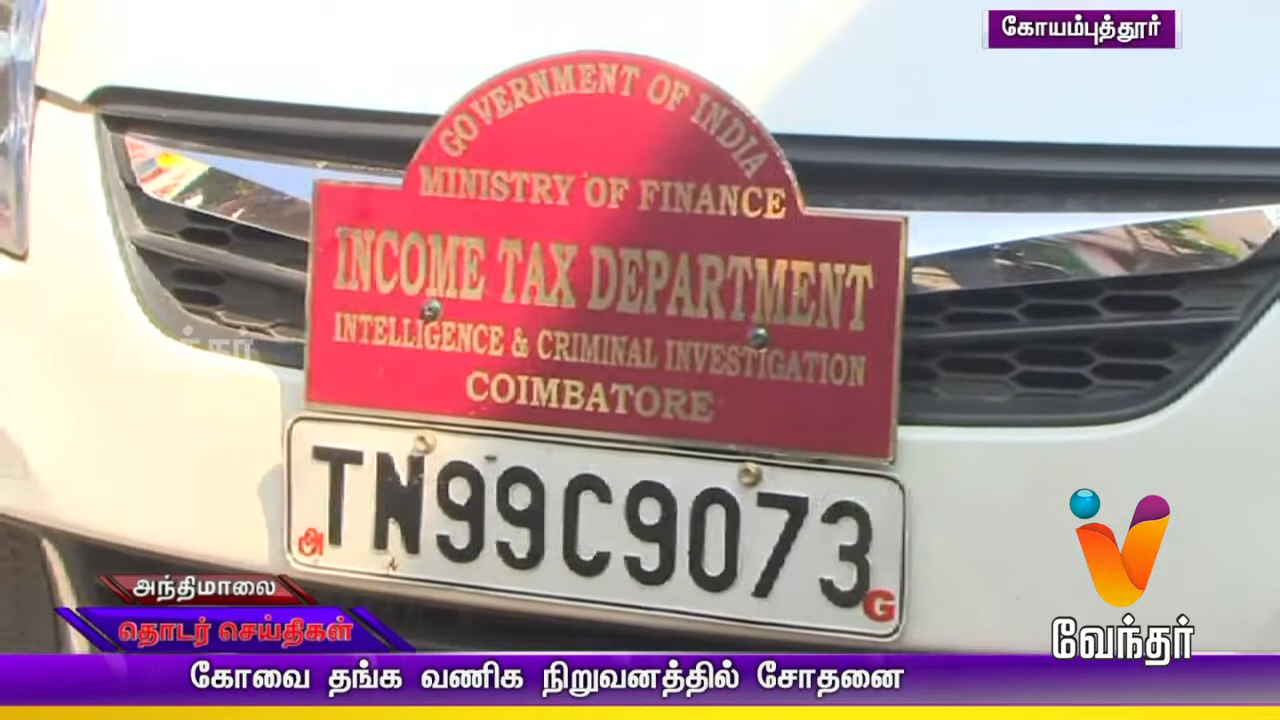 கோயம்புத்தூர்
GOVERNMENT OF INDIA
MINISTRY OF FINANCE
INCOME TAX DEPARTMENT
INTELLIGENCE & CRIMINAL INVESTIGATION
COIMBATORE
TN99C9073
அ
G
வேந்தர்
அந்திமாலை
தொடர் செய்திகள்
கோவை தங்க வணிக நிறுவனத்தில் சோதனை